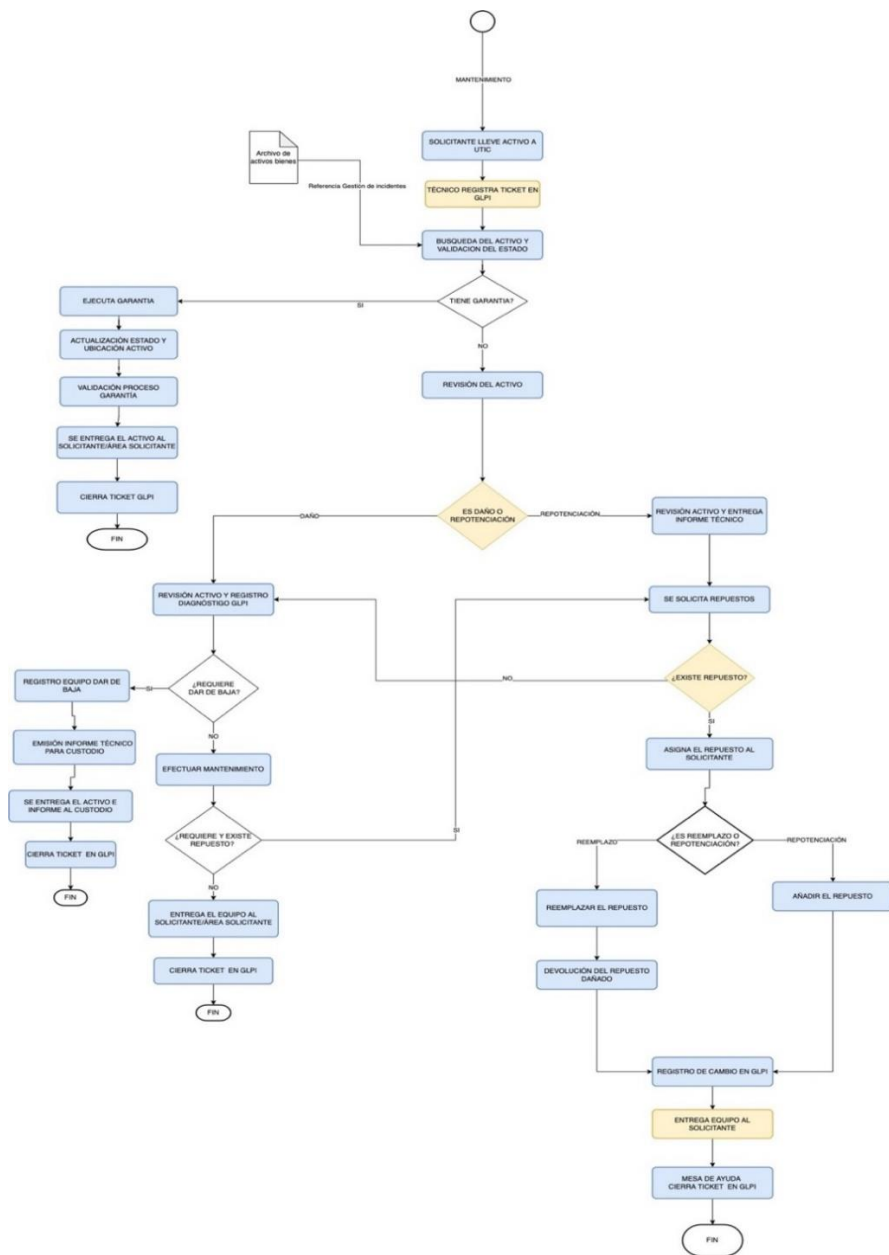 MANTENIMIENTO
SOLICITANTE LLEVE ACTIVO A
UTIC
Archivo de
activos bienes
Referencia Gestión de incidentes
TÉCNICO REGISTRA TICKET EN
GLPI
BUSQUEDA DEL ACTIVO Y
VALIDACION DEL ESTADO
TIENE GARANTIA?
SI
EJECUTA GARANTIA
NO
ACTUALIZACIÓN ESTADO Y
UBICACIÓN ACTIVO
VALIDACIÓN PROCESO
GARANTÍA
REVISIÓN DEL ACTIVO
SE ENTREGA EL ACTIVO AL
SOLICITANTE/ÁREA SOLICITANTE
CIERRA TICKET GLPI
FIN
ES DAÑO O
REPOTENCIACIÓN
DAÑO
REPOTENCIACIÓN
REVISIÓN ACTIVO Y ENTREGA
INFORME TÉCNICO
REVISIÓN ACTIVO Y REGISTRO
DIAGNÓSTIGO GLPI
SE SOLICITA REPUESTOS
REGISTRO EQUIPO DAR DE
BAJA
SI
¿REQUIERE
DAR DE BAJA?
NO
¿EXISTE REPUESTO?
SI
NO
EMISIÓN INFORME TÉCNICO
PARA CUSTODIO
EFECTUAR MANTENIMIENTO
ASIGNA EL REPUESTO AL
SOLICITANTE
SE ENTREGA EL ACTIVO E
INFORME AL CUSTODIO
¿REQUIERE Y EXISTE
REPUESTO?
SI
REEMPLAZO
¿ES REEMPLAZO O
REPOTENCIACIÓN?
REPOTENCIACIÓN
CIERRA TICKET EN GLPI
FIN
NO
ENTREGA EL EQUIPO AL
SOLICITANTE/ÁREA SOLICITANTE
REEMPLAZAR EL REPUESTO
AÑADIR EL REPUESTO
CIERRA TICKET EN GLPI
FIN
DEVOLUCIÓN DEL REPUESTO
DAÑADO
REGISTRO DE CAMBIO EN GLPI
ENTREGA EQUIPO AL
SOLICITANTE
MESA DE AYUDA
CIERRA TICKET EN GLPI
FIN